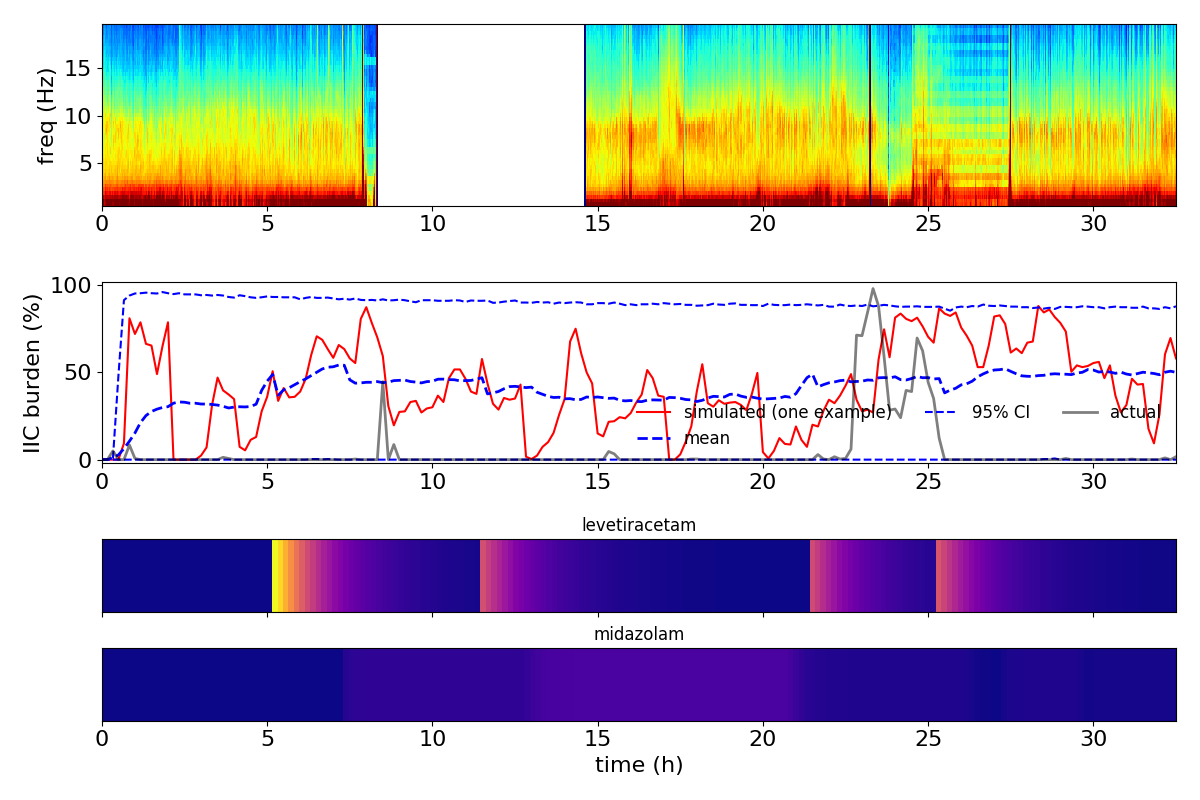 freq (Hz)
15
10
5
0 5 10 15 20 25 30
IIC burden (%)
100
50
0
simulated (one example) 95% CI actual
mean
0 5 10 15 20 25 30
levetiracetam
midazolam
0 5 10 15 20 25 30
time (h)